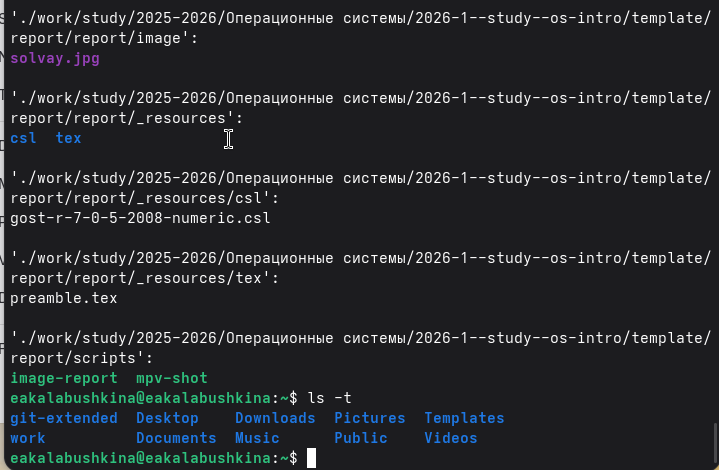 './work/study/2025-2026/Операционные системы/2026-1--study--os-intro/template/
report/report/image':
solvay.jpg
'./work/study/2025-2026/Операционные системы/2026-1--study--os-intro/template/
report/report/_resources':
csl  tex
'./work/study/2025-2026/Операционные системы/2026-1--study--os-intro/template/
report/report/_resources/csl':
gost-r-7-0-5-2008-numeric.csl
'./work/study/2025-2026/Операционные системы/2026-1--study--os-intro/template/
report/report/_resources/tex':
preamble.tex
'./work/study/2025-2026/Операционные системы/2026-1--study--os-intro/template/
report/scripts':
image-report  mpv-shot
eakalabushkina@eakalabushkina:~$ ls -t
git-extended  Desktop    Downloads  Pictures  Templates
work          Documents  Music      Public    Videos
eakalabushkina@eakalabushkina:~$